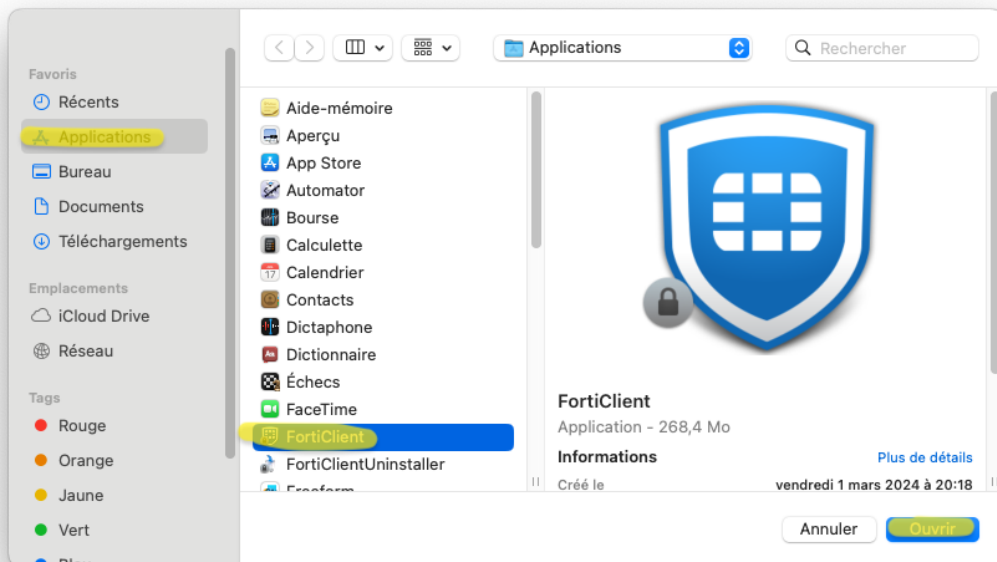 Applications
Rechercher
Favoris
Récents
Applications
Bureau
Documents
Téléchargements
Emplacements
iCloud Drive
Réseau
Tags
Rouge
Orange
Jaune
Vert
Aide-mémoire
Aperçu
App Store
Automator
Bourse
Calculette
Calendrier
Contacts
Dictaphone
Dictionnaire
Échecs
FaceTime
FortiClient
FortiClientUninstaller
Freeform
FortiClient
Application - 268,4 Mo
Informations Plus de détails
Créé le vendredi 1 mars 2024 à 20:18
Annuler Ouvrir